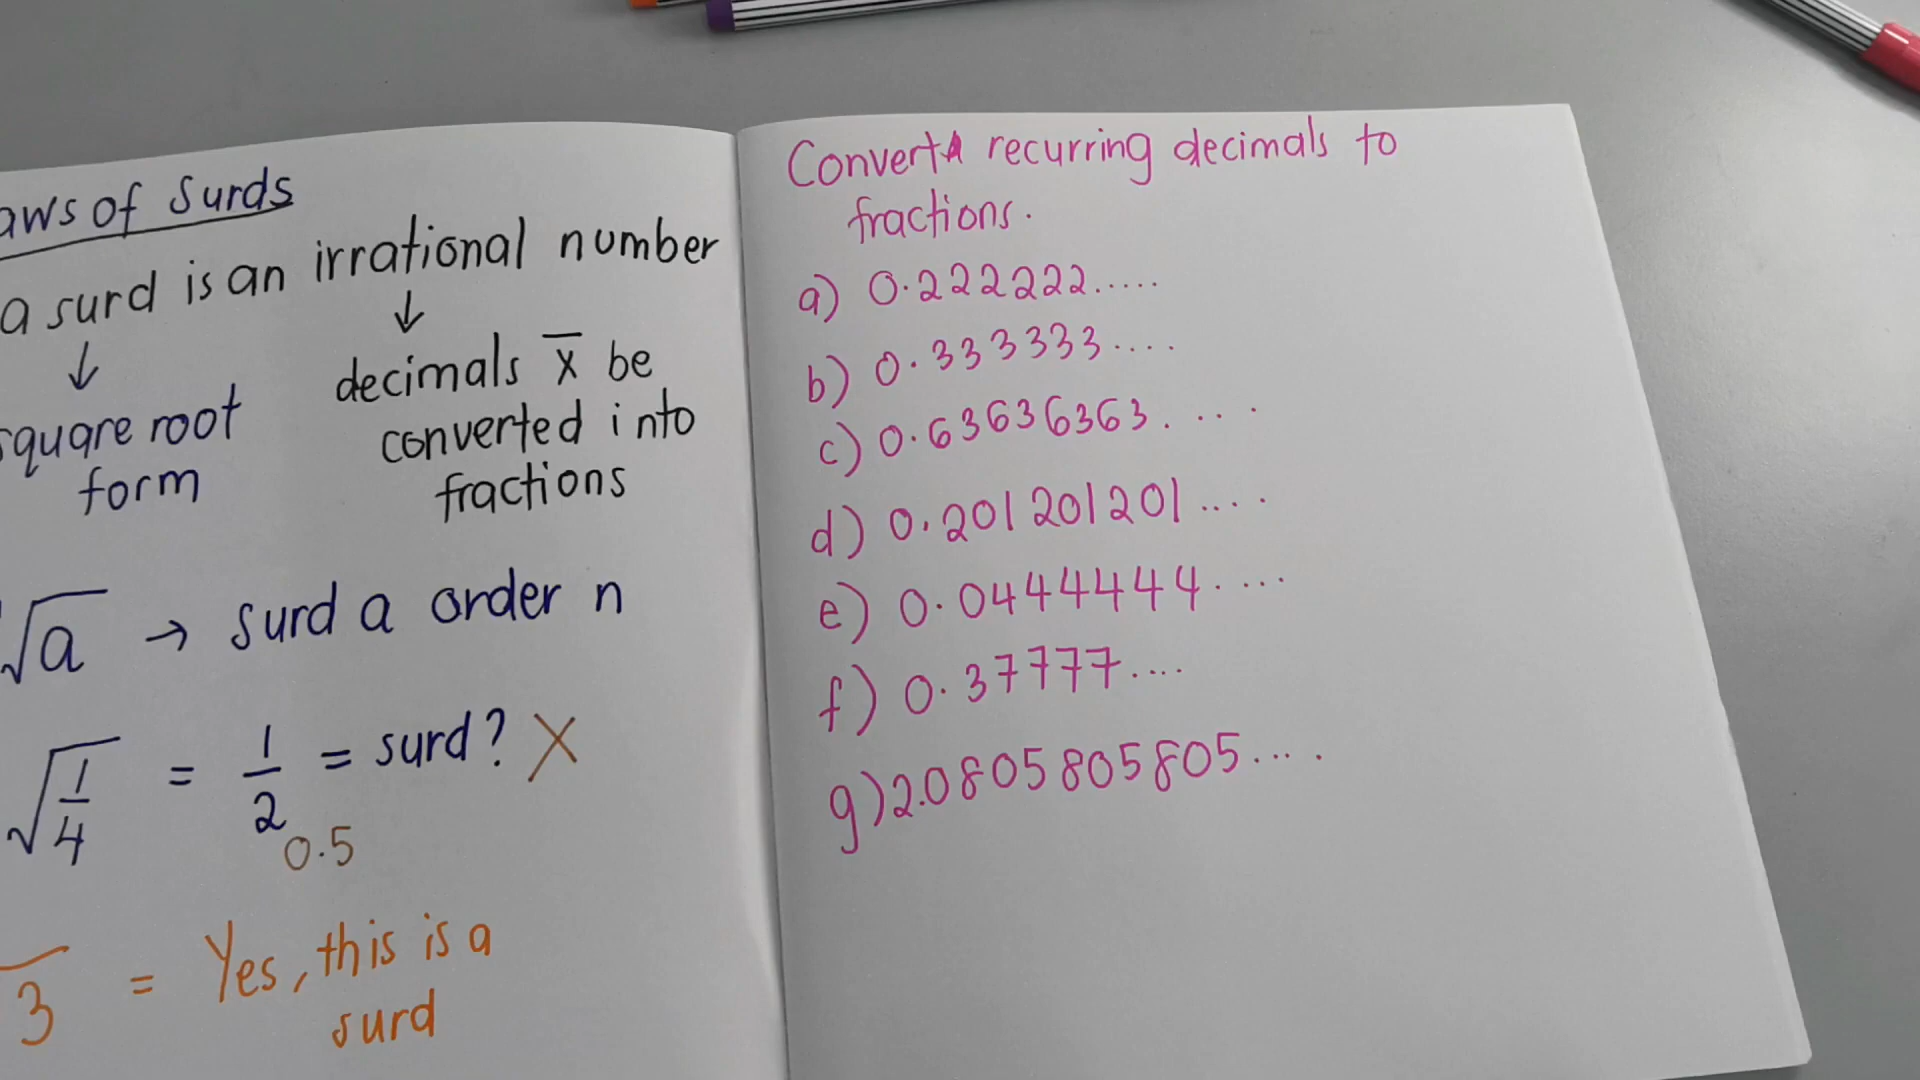 aws of Surds
a surd is an irrational number
↓ ↓
square root form
decimals x̅ be
converted into
fractions
√a → surd a order n
√1/4 = 1/2 = surd? X
0.5
3 = Yes, this is a
surd
Convert recurring decimals to
fractions.
a) 0.222222.....
b) 0.333333....
c) 0.63636363. ...
d) 0.201201201....
e) 0.0444444....
f) 0.37777....
g) 2.0805805805....